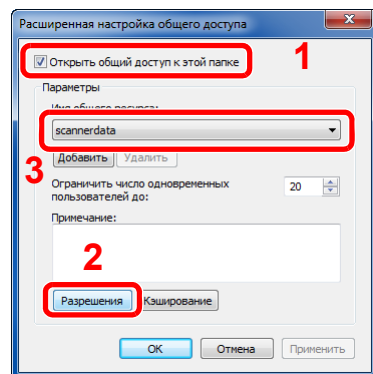 Расширенная настройка общего доступа
1
Открыть общий доступ к этой папке
Параметры
Имя общего ресурса:
scannerdata
Добавить Удалить
3
Ограничить число одновременных
пользователей до:
20
Примечание:
2
Разрешения Кэширование
ОК Отмена Применить